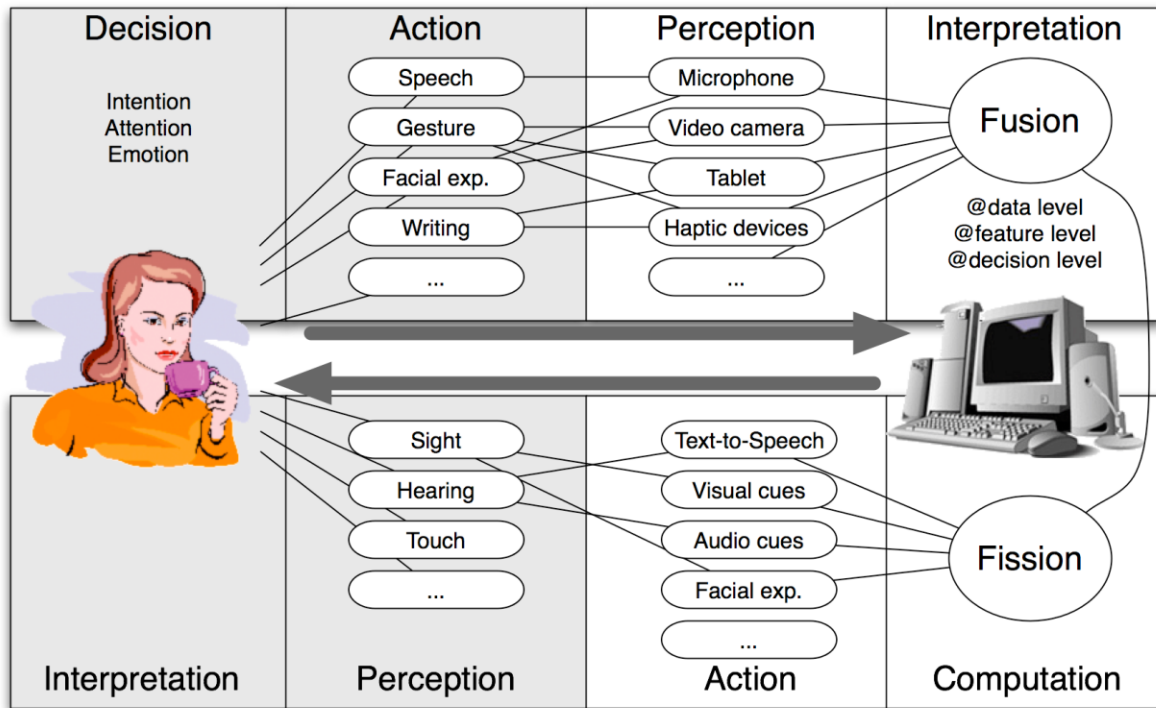 Decision
Action
Perception
Interpretation
Intention
Attention
Emotion
Speech
Gesture
Facial exp.
Writing
...
Microphone
Video camera
Tablet
Haptic devices
...
Fusion
@data level
@feature level
@decision level
Sight
Hearing
Touch
...
Text-to-Speech
Visual cues
Audio cues
Facial exp.
...
Fission
Interpretation
Perception
Action
Computation